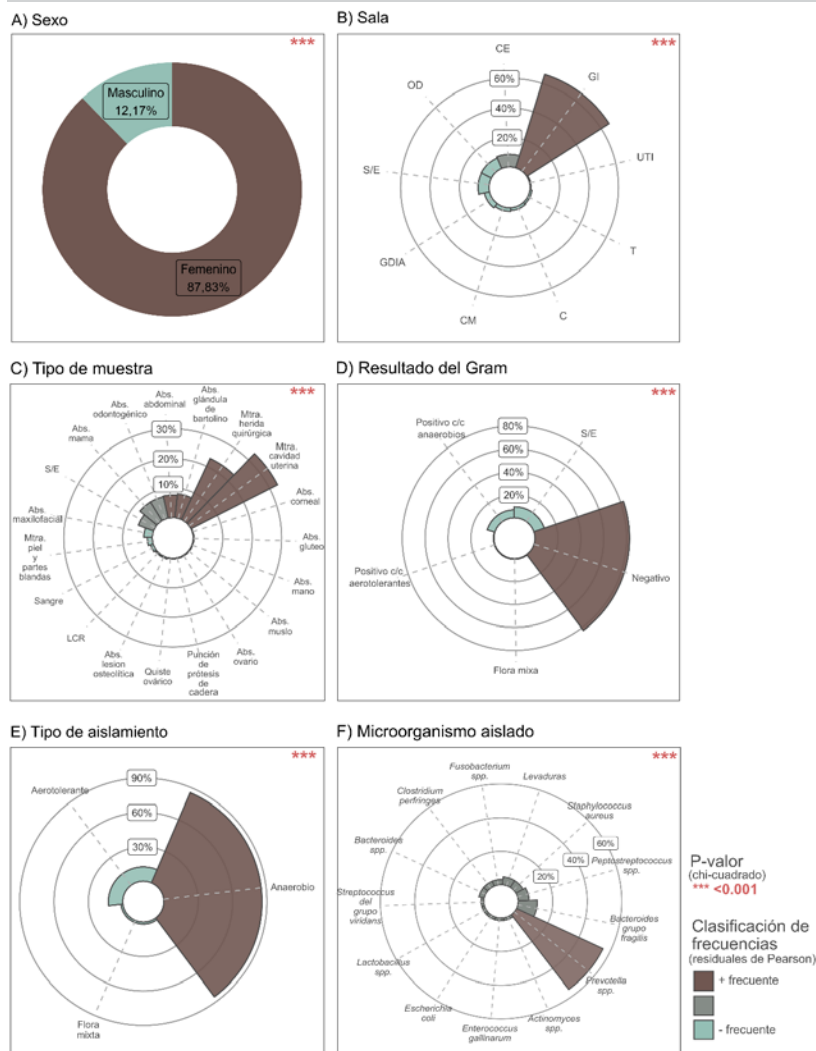 A) Sexo
***
Masculino
12,17%
Femenino
87,83%
B) Sala
***
CE
60%
40%
20%
GI
UTI
T
C
CM
GDIA
S/E
OD
C) Tipo de muestra
***
30%
20%
10%
Abs.
abdominal
Abs.
glándula
de
bartolino
Mtra.
herida
quirúrgica
Mtra.
cavidad
uterina
Abs.
corneal
Abs.
gluteo
Abs.
mano
Abs.
muslo
Abs.
ovario
Punción
de
prótesis
de
cadera
Quiste
ovárico
Abs.
lesion
osteolítica
LCR
Sangre
Mtra.
piel
y
partes
blandas
Abs.
maxilofacial
S/E
Abs.
mama
Abs.
odontogénico
D) Resultado del Gram
***
80%
60%
40%
20%
Positivo c/c
anaerobios
S/E
Negativo
Flora mixa
Positivo c/c
aerotolerantes
E) Tipo de aislamiento
***
90%
60%
30%
Aerotolerante
Anaerobio
Flora
mixta
F) Microorganismo aislado
***
60%
40%
20%
Fusobacterium
spp.
Levaduras
Staphylococcus
aureus
Peptostreptococcus
spp.
Bacteroides
grupo
fragilis
Prevotella
spp.
Actinomyces
spp.
Enterococcus
gallinarum
Escherichia
coli
Lactobacillus
spp.
Streptococcus
del
grupo
viridans
Bacteroides
spp.
Clostridium
perfringes
P-valor
(chi-cuadrado)
*** <0.001
Clasificación de
frecuencias
(residuales de Pearson)
+ frecuente
- frecuente